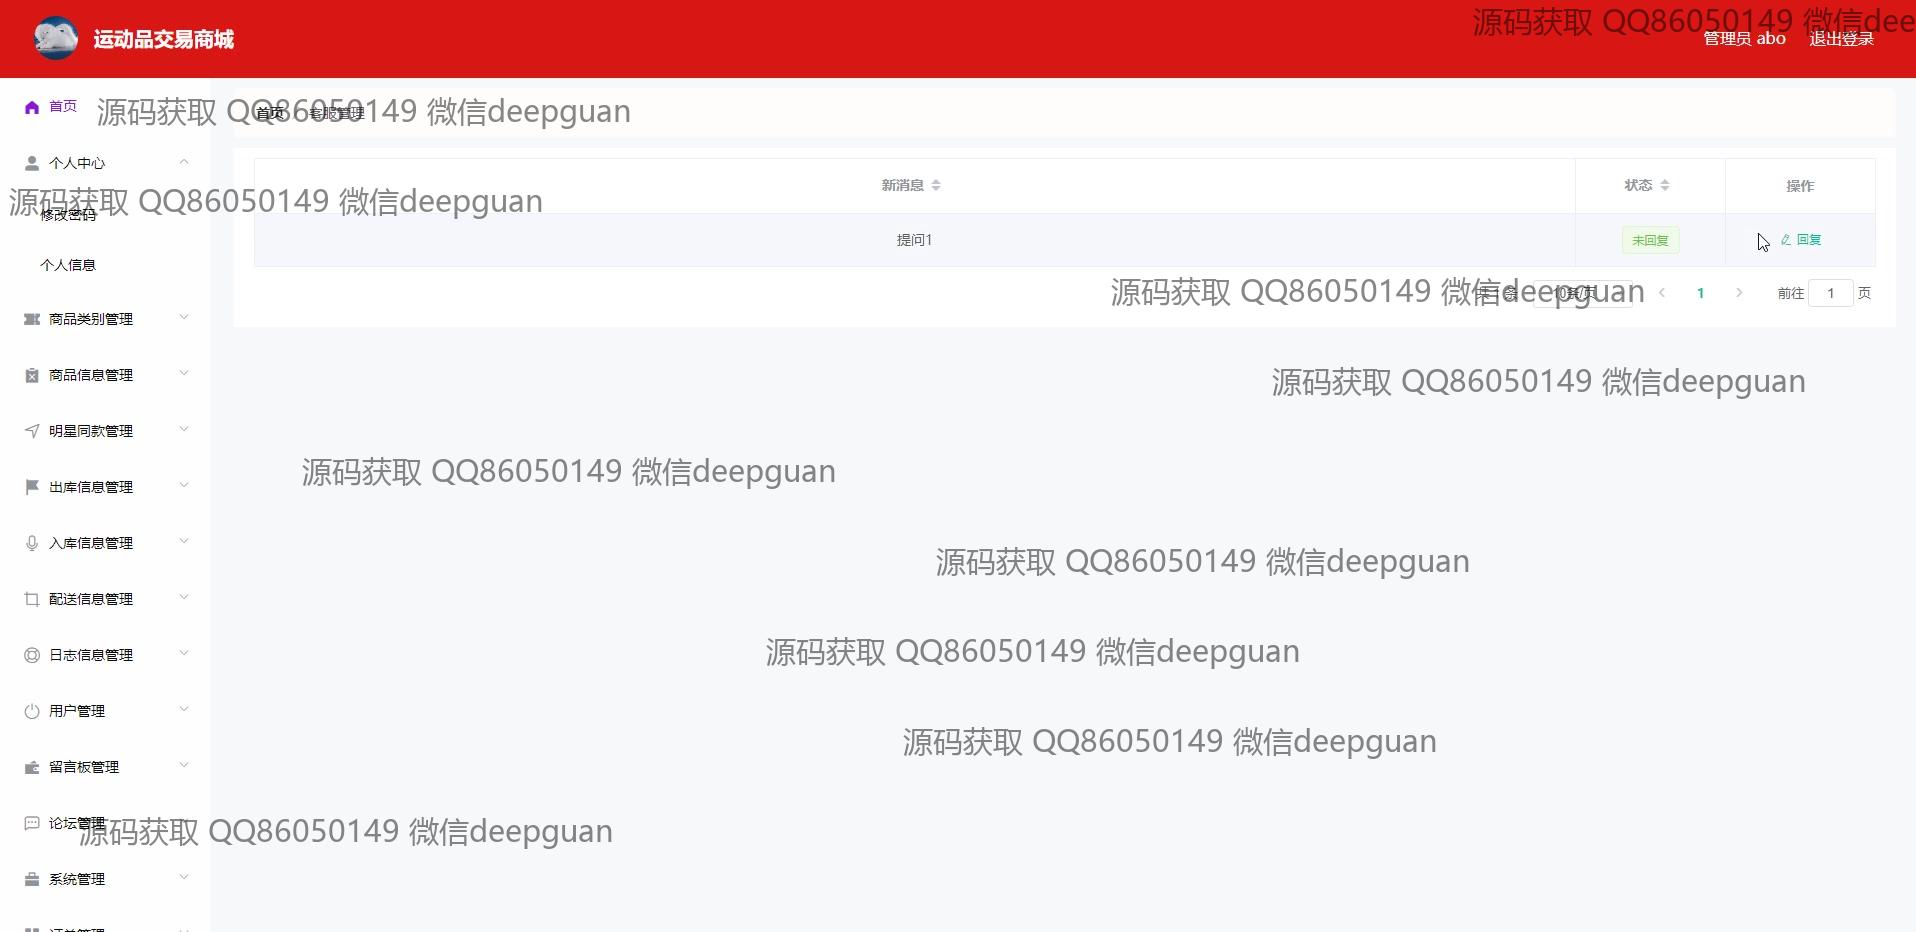 运动品交易商城
源码获取 QQ86050149 微信dee
管理员 abo 退出登录
首页
源码获取 QQ86050149 微信deepguan
首页 客服管理
个人中心
新消息 状态 操作
源码获取 QQ86050149 微信deepguan
修改密码
提问1 未回复 回复
个人信息
源码获取 QQ86050149 微信deepguan
共 1 条 10条/页 1 前往 1 页
商品类别管理
商品信息管理
源码获取 QQ86050149 微信deepguan
明星同款管理
源码获取 QQ86050149 微信deepguan
出库信息管理
入库信息管理
源码获取 QQ86050149 微信deepguan
配送信息管理
日志信息管理
源码获取 QQ86050149 微信deepguan
用户管理
源码获取 QQ86050149 微信deepguan
留言板管理
论坛管理
源码获取 QQ86050149 微信deepguan
系统管理